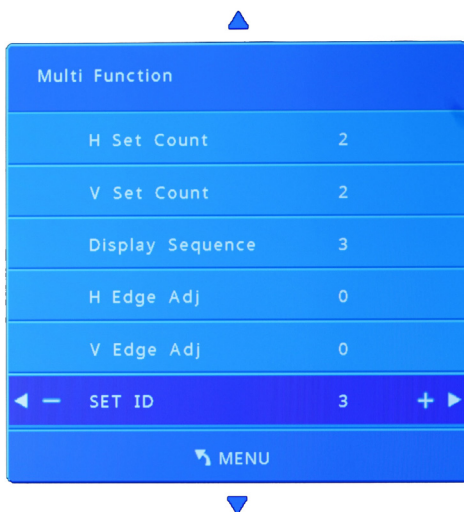 Multi Function
H Set Count 2
V Set Count 2
Display Sequence 3
H Edge Adj 0
V Edge Adj 0
SET ID 3
MENU